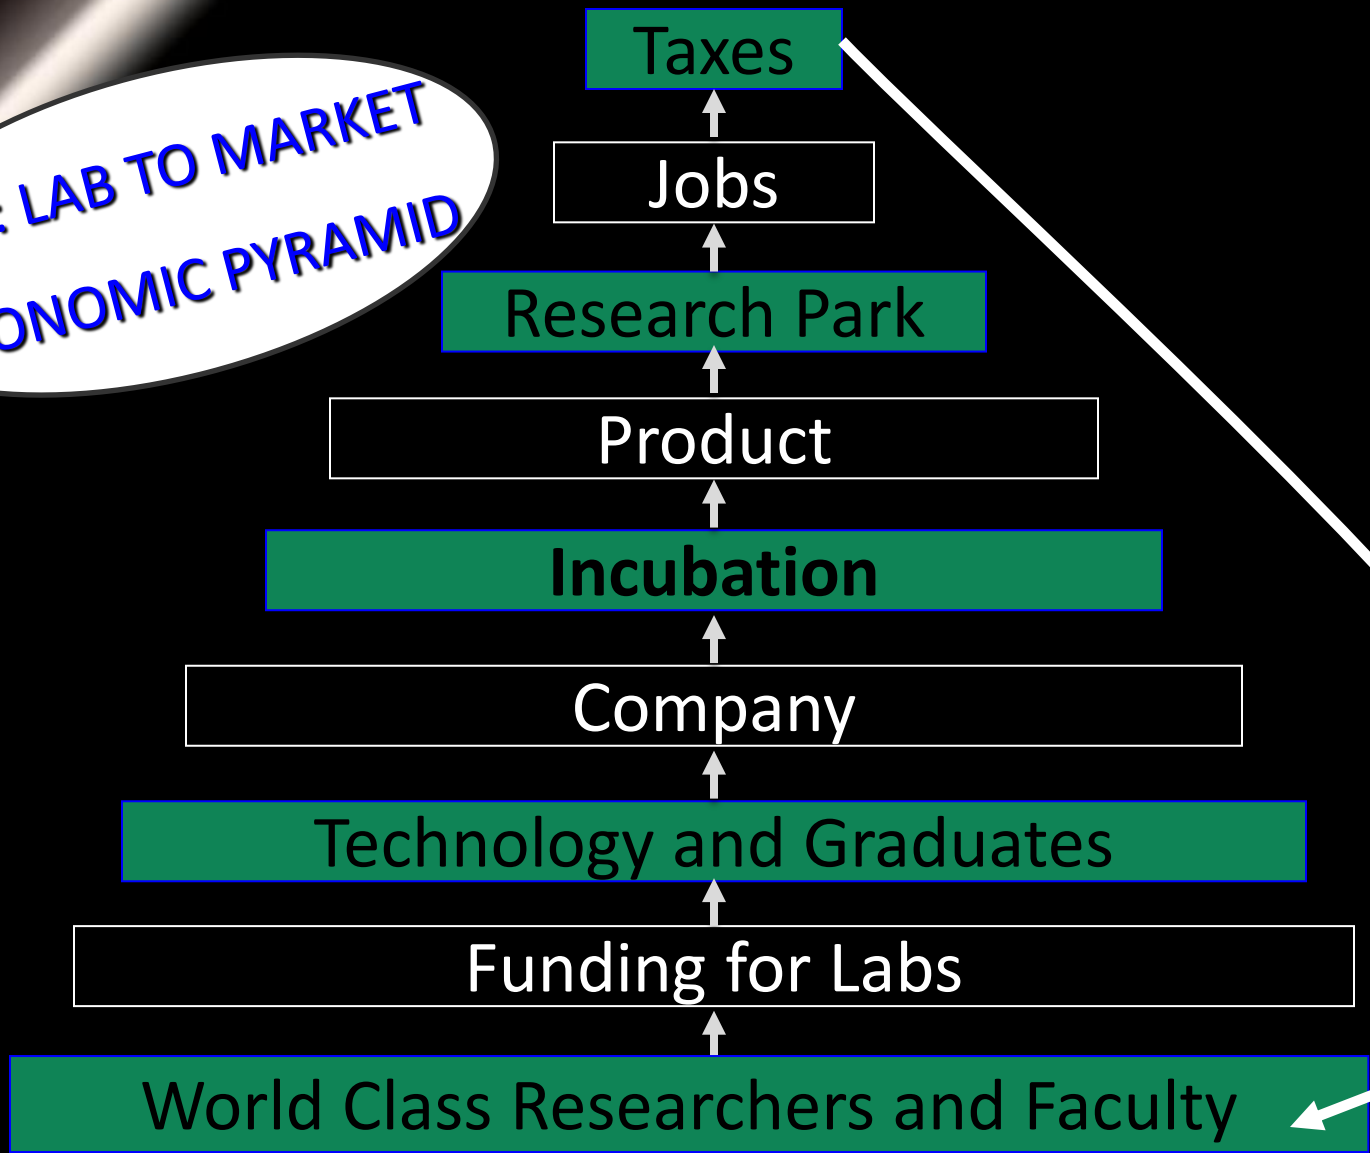 LAB TO MARKET
PYRAMID
Taxes
Jobs
Research Park
Product
Incubation
Company
Technology and Graduates
Funding for Labs
World Class Researchers and Faculty